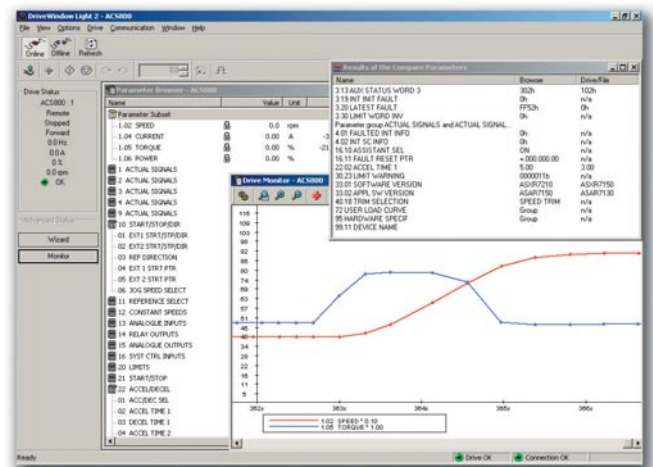 DriveWindow Light 2 - ACS800
File View Options Drive Communication Window Help
Online Offline Refresh
Drive Status
ACS800 : 1
Remote
Stopped
Forward
0.0 Hz
0.0 A
0 %
0.0 rpm
OK
Advanced Status
Wizard
Monitor
Parameter Browser - ACS800
Name Value Unit
Parameter Subset
1.02 SPEED 0.0 rpm
1.04 CURRENT 0.00 A -3
1.05 TORQUE 0.00 % -21
1.06 POWER 0.00 %
1 ACTUAL SIGNALS
2 ACTUAL SIGNALS
3 ACTUAL SIGNALS
4 ACTUAL SIGNALS
9 ACTUAL SIGNALS
10 START/STOP/DIR
01 EXT1 STRT/STP/DIR
02 EXT2 STRT/STP/DIR
03 REF DIRECTION
04 EXT 1 STRT PTR
05 EXT 2 STRT PTR
06 JOG SPEED SELECT
11 REFERENCE SELECT
12 CONSTANT SPEEDS
13 ANALOGUE INPUTS
14 RELAY OUTPUTS
15 ANALOGUE OUTPUTS
16 SYST CTRL INPUTS
20 LIMITS
21 START/STOP
22 ACCEL/DECEL
01 ACC/DEC SEL
02 ACCEL TIME 1
03 DECEL TIME 1
04 ACCEL TIME 2
Results of the Compare Parameters
Name Browser Drive/File
3.13 AUX STATUS WORD 3 302h 102h
3.19 INT INIT FAULT 0h n/a
3.20 LATEST FAULT FF52h 0h
3.30 LIMIT WORD INV 0h n/a
Parameter group ACTUAL SIGNALS and ACTUAL SIGNAL...
4.01 FAULTED INT INFO 0h n/a
4.02 INT SC INFO 0h n/a
16.10 ASSISTANT SEL ON n/a
16.11 FAULT RESET PTR +.000.000.00 n/a
22.02 ACCEL TIME 1 5.00 3.00
30.23 LIMIT WARNING 0000011b n/a
33.01 SOFTWARE VERSION ASXR7210 ASXR7150
33.02 APPL SW VERSION ASAR7150 ASAR7130
40.18 TRIM SELECTION SPEED TRIM n/a
72 USER LOAD CURVE Group n/a
95 HARDWARE SPECIF Group n/a
99.11 DEVICE NAME
Drive Monitor - ACS800
115
109
103
98
92
86
80
74
69
63
57
51
45
40
34
28
22
16
11
5
362s 363s 364s 365s 366s
1.02 SPEED * 0.10
1.05 TORQUE * 1.00
Ready Drive OK Connection OK